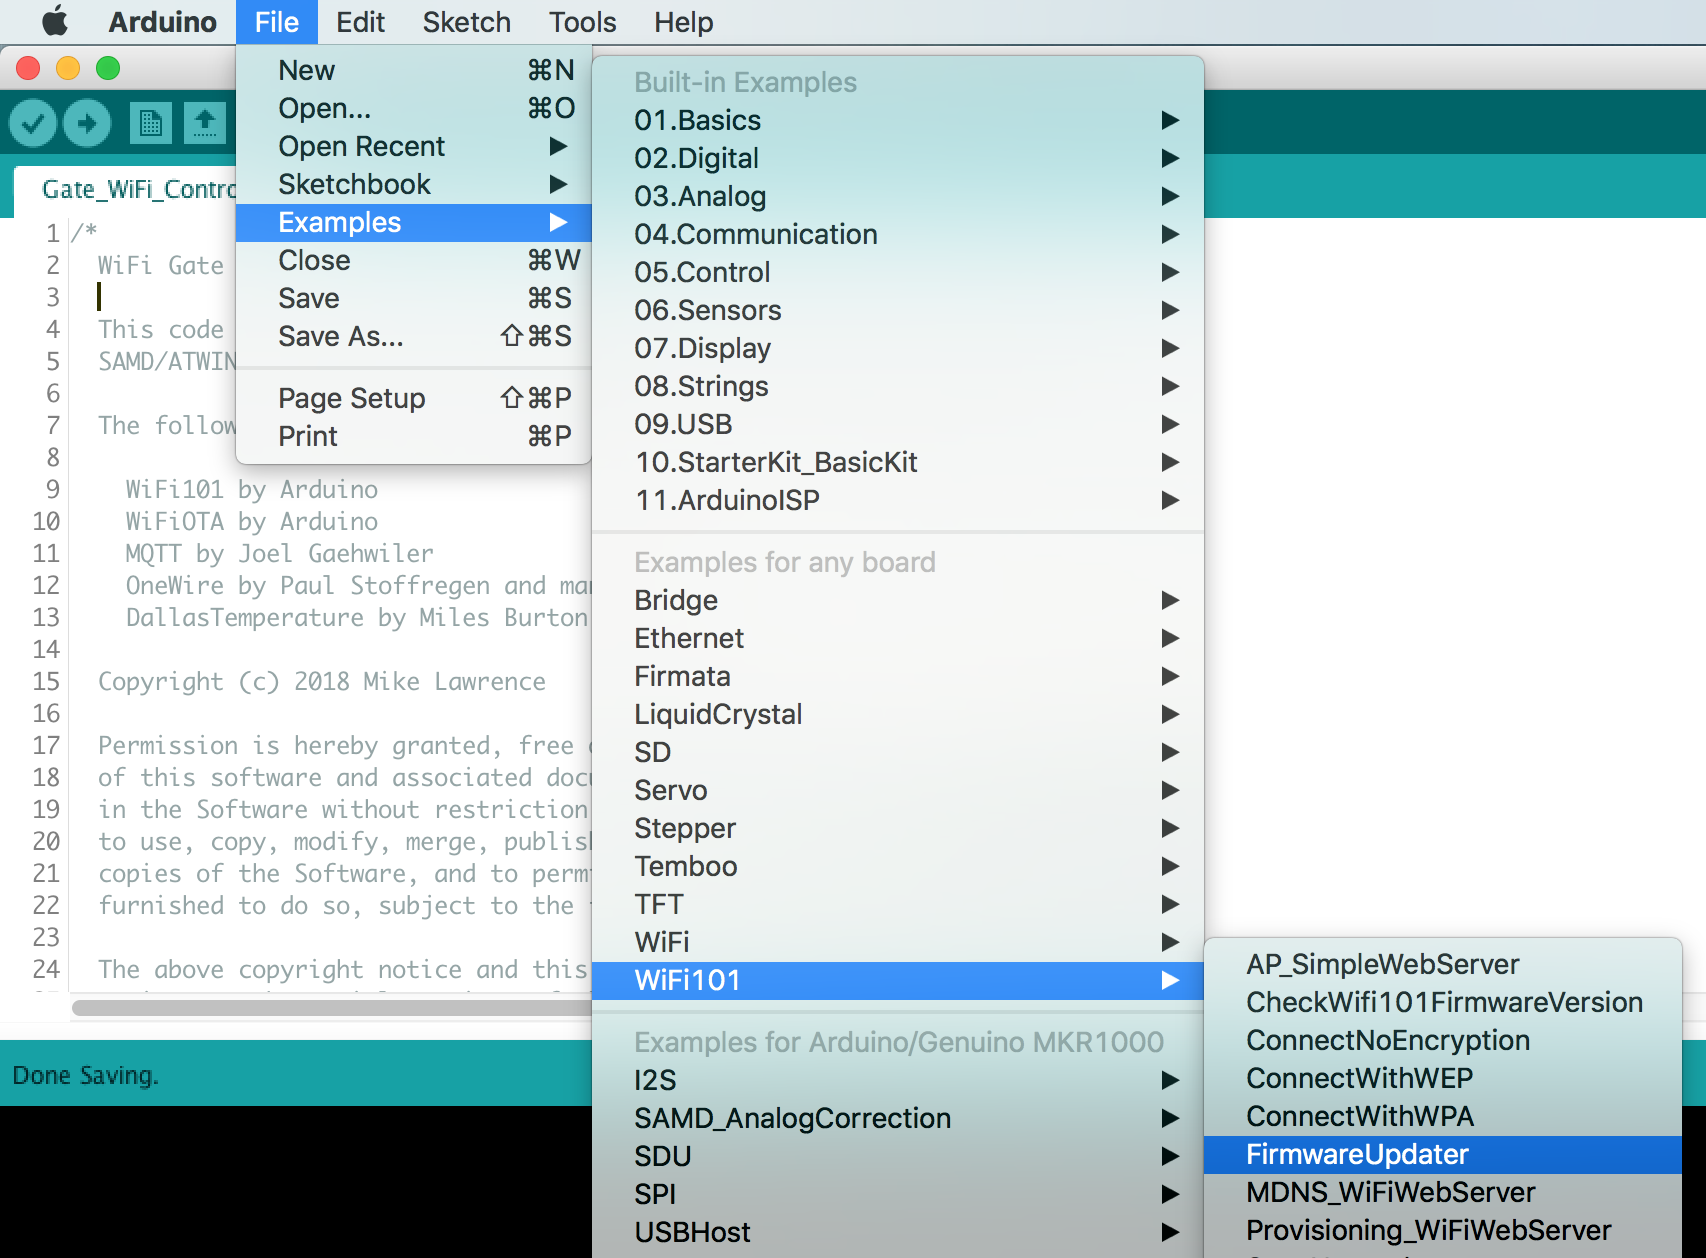 Arduino File Edit Sketch Tools Help
New ⌘N
Open... ⌘O
Open Recent
Sketchbook
Examples
Close ⌘W
Save ⌘S
Save As... ⇧⌘S
Page Setup ⇧⌘P
Print ⌘P
Built-in Examples
01.Basics
02.Digital
03.Analog
04.Communication
05.Control
06.Sensors
07.Display
08.Strings
09.USB
10.StarterKit_BasicKit
11.ArduinoISP
Examples for any board
Bridge
Ethernet
Firmata
LiquidCrystal
SD
Servo
Stepper
Temboo
TFT
WiFi
WiFi101
Examples for Arduino/Genuino MKR1000
I2S
SAMD_AnalogCorrection
SDU
SPI
USBHost
AP_SimpleWebServer
CheckWifi101FirmwareVersion
ConnectNoEncryption
ConnectWithWEP
ConnectWithWPA
FirmwareUpdater
MDNS_WiFiWebServer
Provisioning_WiFiWebServer
Gate_WiFi_Contro
1 /*
2 WiFi Gate
3
4 This code
5 SAMD/ATWIN
6
7 The follow
8
9 WiFi101 by Arduino
10 WiFiOTA by Arduino
11 MQTT by Joel Gaehwiler
12 OneWire by Paul Stoffregen and ma
13 DallasTemperature by Miles Burton
14
15 Copyright (c) 2018 Mike Lawrence
16
17 Permission is hereby granted, free
18 of this software and associated doc
19 in the Software without restriction
20 to use, copy, modify, merge, publis
21 copies of the Software, and to perm
22 furnished to do so, subject to the
23
24 The above copyright notice and this
Done Saving.